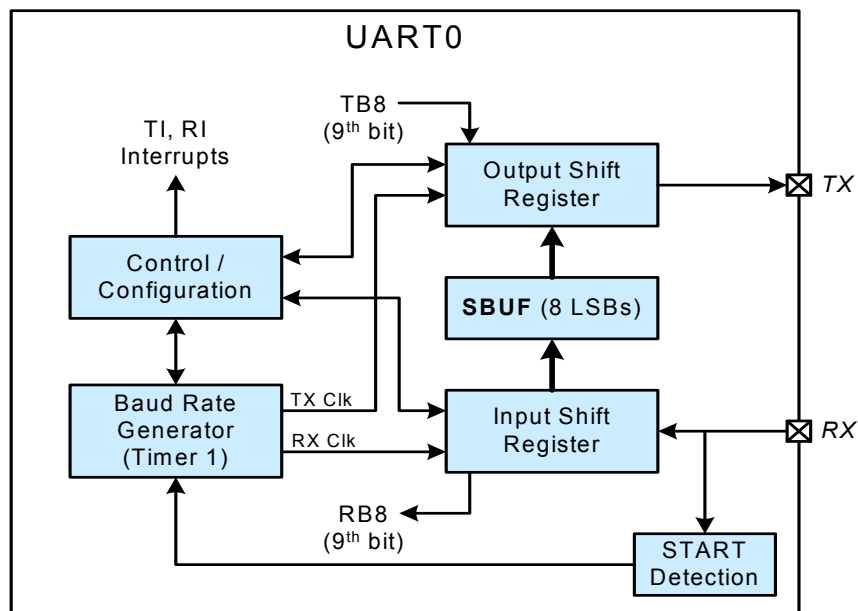 UART0
TB8
(9th bit)
TI, RI
Interrupts
Output Shift
Register
TX
Control /
Configuration
SBUF (8 LSBs)
Baud Rate
Generator
(Timer 1)
TX Clk
RX Clk
Input Shift
Register
RX
RB8
(9th bit)
START
Detection